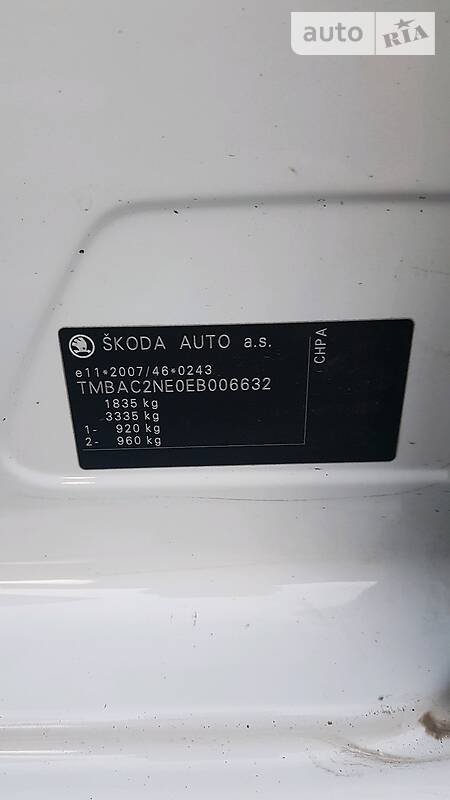 auto RIA
ŠKODA AUTO a.s.
e11*2007/46*0243
TMBAC2NE0EB006632
1835 kg
3335 kg
1- 920 kg
2- 960 kg
CHPA